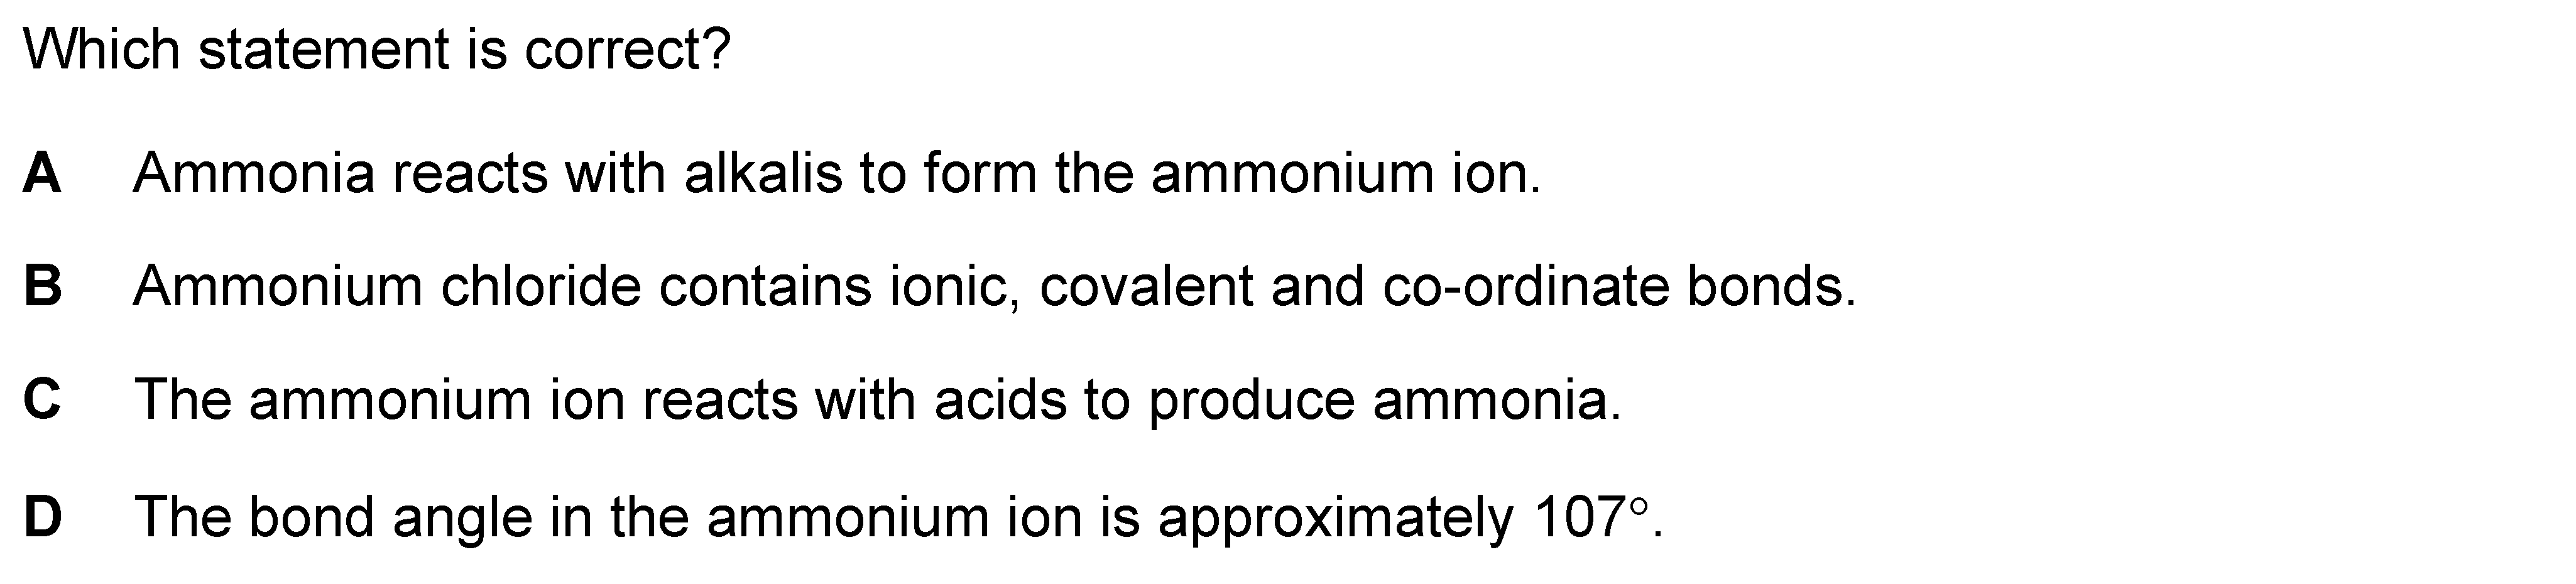 Which statement is correct?
A Ammonia reacts with alkalis to form the ammonium ion.
B Ammonium chloride contains ionic, covalent and co-ordinate bonds.
C The ammonium ion reacts with acids to produce ammonia.
D The bond angle in the ammonium ion is approximately 107°.